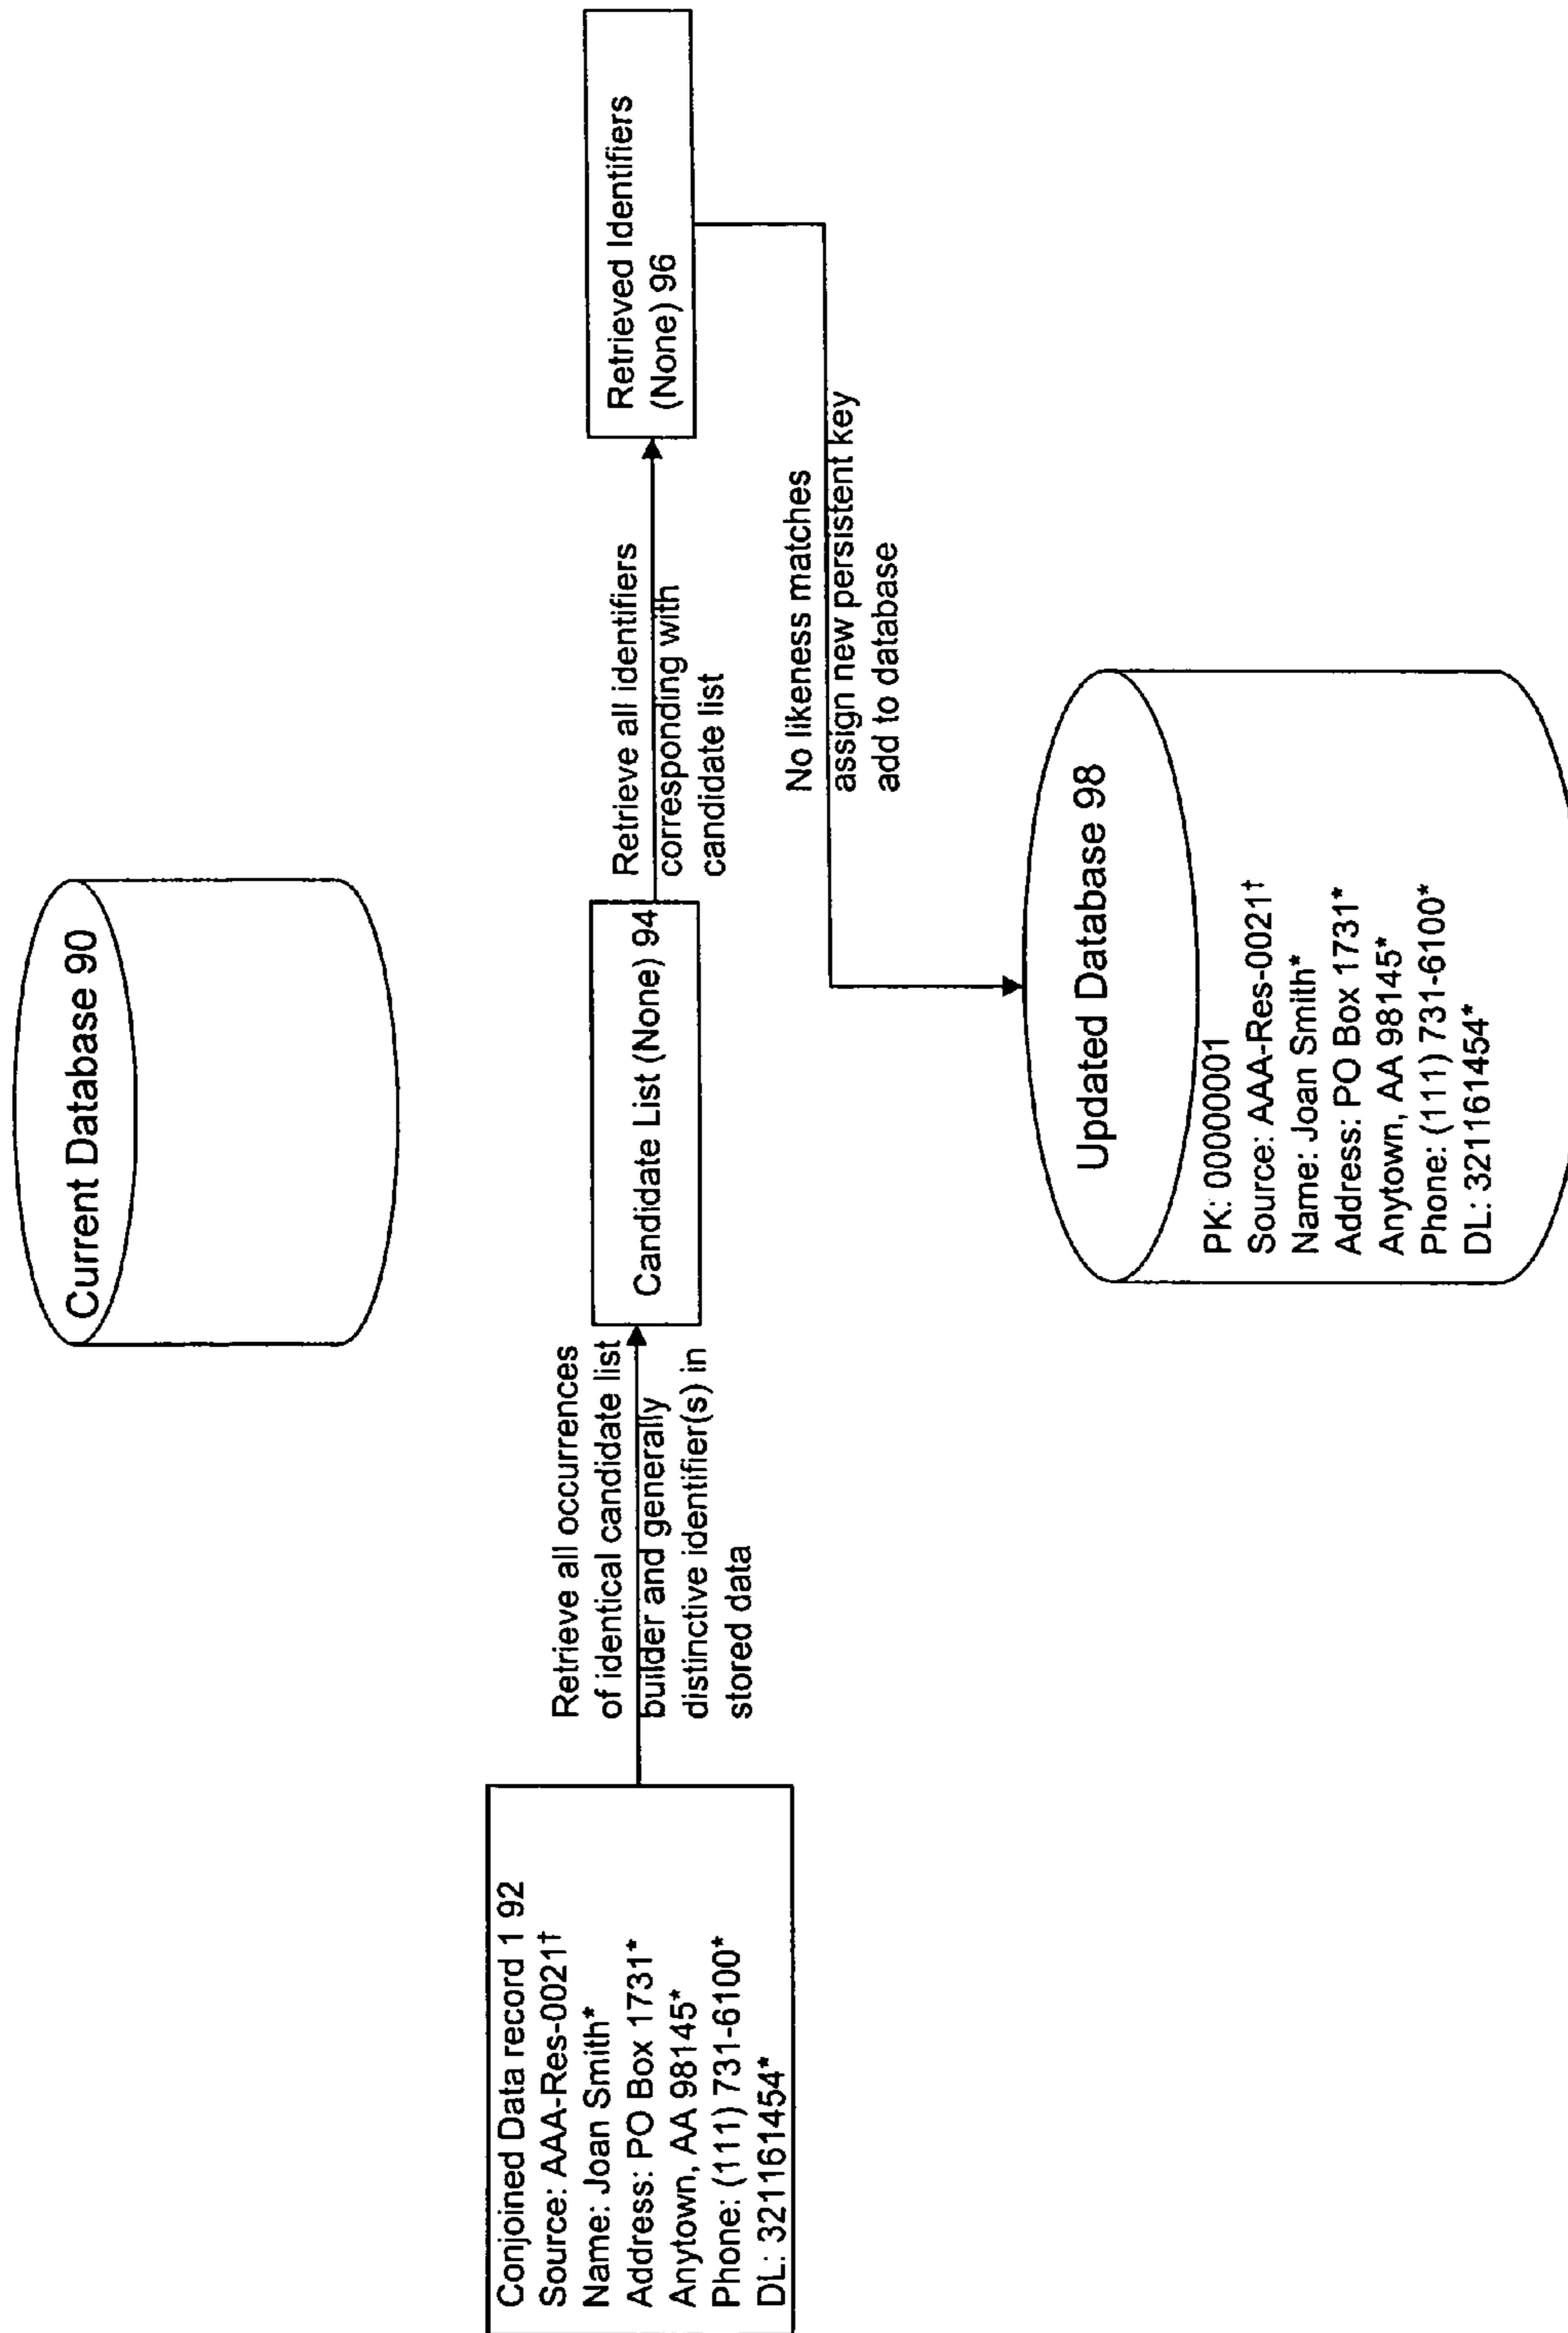 Current Database 90
Conjoined Data record 1 92
Source: AAA-Res-0021†
Name: Joan Smith*
Address: PO Box 1731*
Anytown, AA 98145*
Phone: (111) 731-6100*
DL: 321161454*
Retrieve all occurrences
of identical candidate list
builder and generally
distinctive identifier(s) in
stored data
Candidate List (None) 94
Retrieve all identifiers
corresponding with
candidate list
Retrieved Identifiers
(None) 96
No likeness matches
assign new persistent key
add to database
Updated Database 98
PK: 00000001
Source: AAA-Res-0021†
Name: Joan Smith*
Address: PO Box 1731*
Anytown, AA 98145*
Phone: (111) 731-6100*
DL: 321161454*